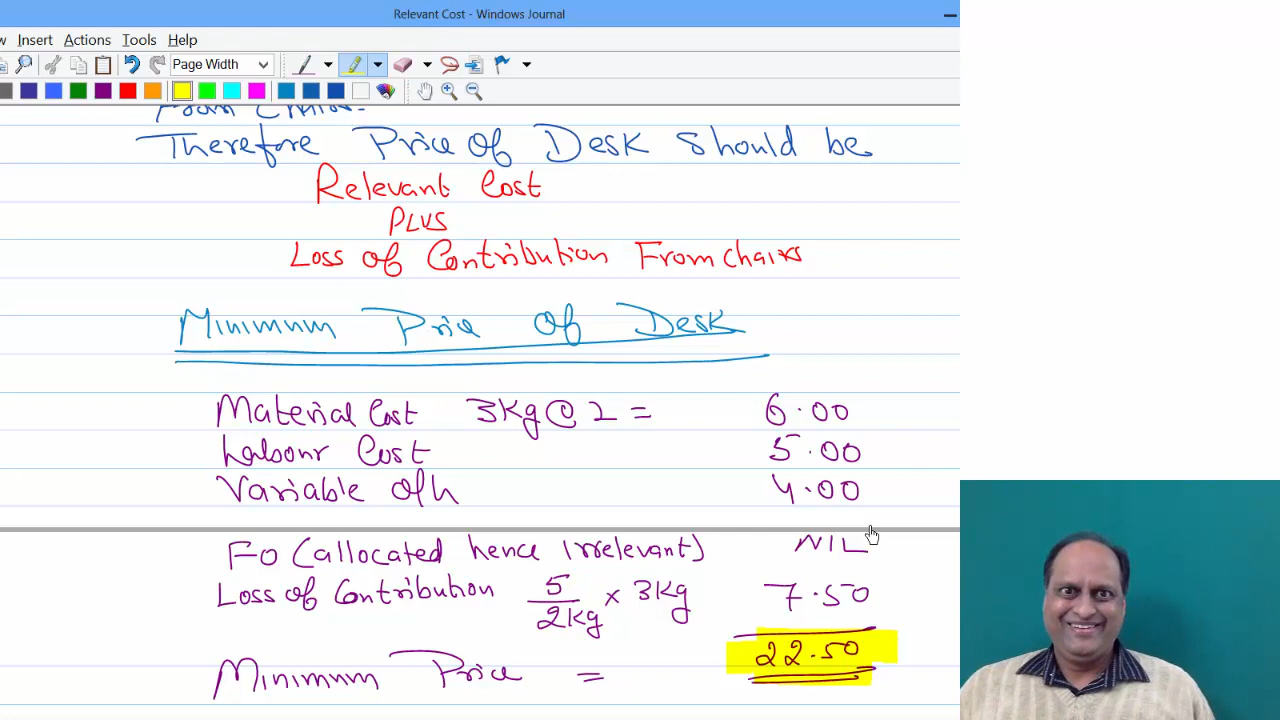 Relevant Cost - Windows Journal
Insert Actions Tools Help
Page Width
Therefore Price Of Desk Should be
Relevant Cost
PLUS
Loss of Contribution From chairs
Minimum Price Of Desk
Material Cost 3Kg @ 2 = 6.00
Labour Cost 5.00
Variable O/h 4.00
FO (allocated hence Irrelevant) NIL
Loss of Contribution 5/2Kg × 3Kg 7.50
22.50
Minimum Price =